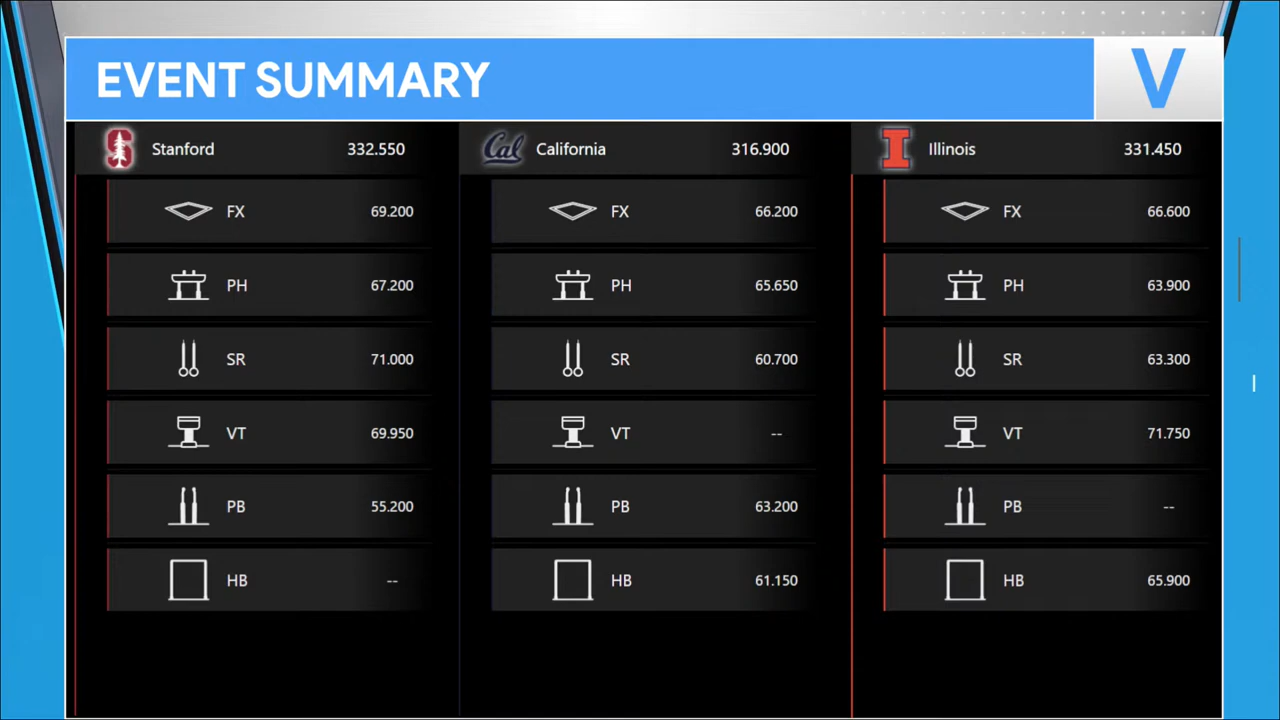 EVENT SUMMARY
V
Stanford 332.550
FX 69.200
PH 67.200
SR 71.000
VT 69.950
PB 55.200
HB --
Cal California 316.900
FX 66.200
PH 65.650
SR 60.700
VT --
PB 63.200
HB 61.150
I Illinois 331.450
FX 66.600
PH 63.900
SR 63.300
VT 71.750
PB --
HB 65.900